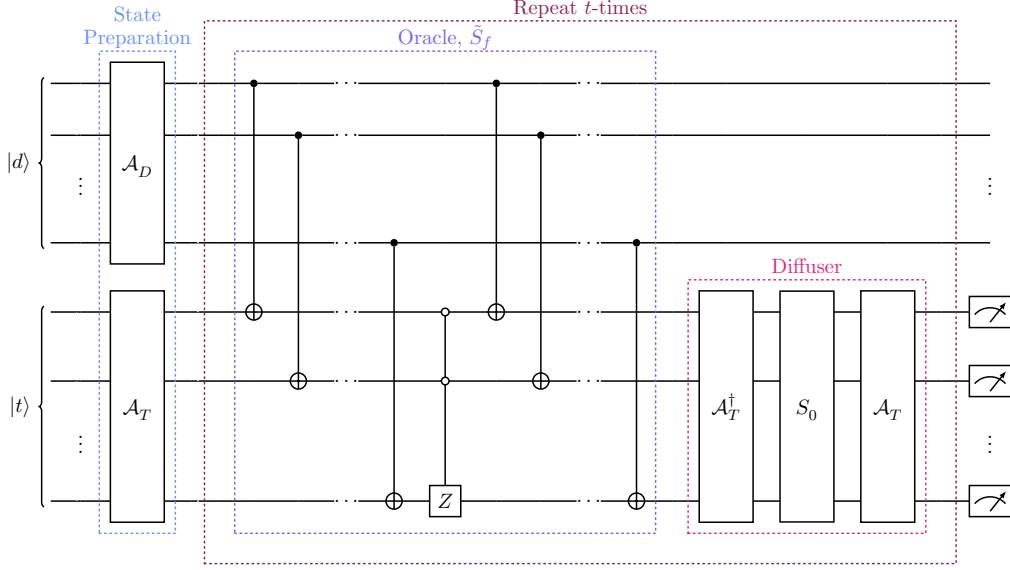 Repeat t-times
State
Preparation
Oracle, S̃_f
|d⟩
𝒜_D
Diffuser
|t⟩
𝒜_T
Z
𝒜_T^†
S_0
𝒜_T